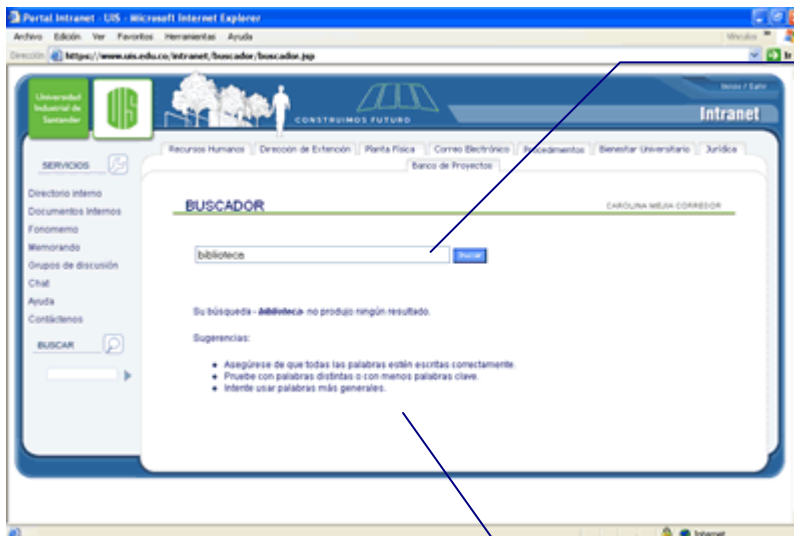 Portal Intranet - UIS - Microsoft Internet Explorer
Archivo Edición Ver Favoritos Herramientas Ayuda
Vínculos
Dirección https://www.uis.edu.co/intranet/buscador/buscador.jsp
Ir
Universidad Industrial de Santander
UIS
CONSTRUIMOS FUTURO
Inicio / Salir
Intranet
Recursos Humanos Dirección de Extensión Planta Física Correo Electrónico Procedimientos Bienestar Universitario Jurídica
Banco de Proyectos
SERVICIOS
Directorio interno
Documentos internos
Fonomemo
Memorando
Grupos de discusión
Chat
Ayuda
Contáctenos
BUSCAR
BUSCADOR
CAROLINA MEJIA CORREDOR
biblioteca
Buscar
Su búsqueda - biblioteca- no produjo ningún resultado.
Sugerencias:
Asegúrese de que todas las palabras estén escritas correctamente.
Pruebe con palabras distintas o con menos palabras clave.
Intente usar palabras más generales.
Internet